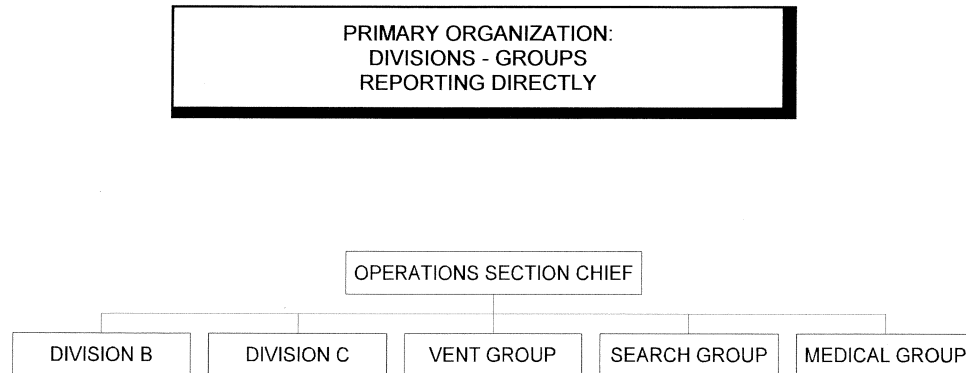 PRIMARY ORGANIZATION:
DIVISIONS - GROUPS
REPORTING DIRECTLY
OPERATIONS SECTION CHIEF
DIVISION B
DIVISION C
VENT GROUP
SEARCH GROUP
MEDICAL GROUP